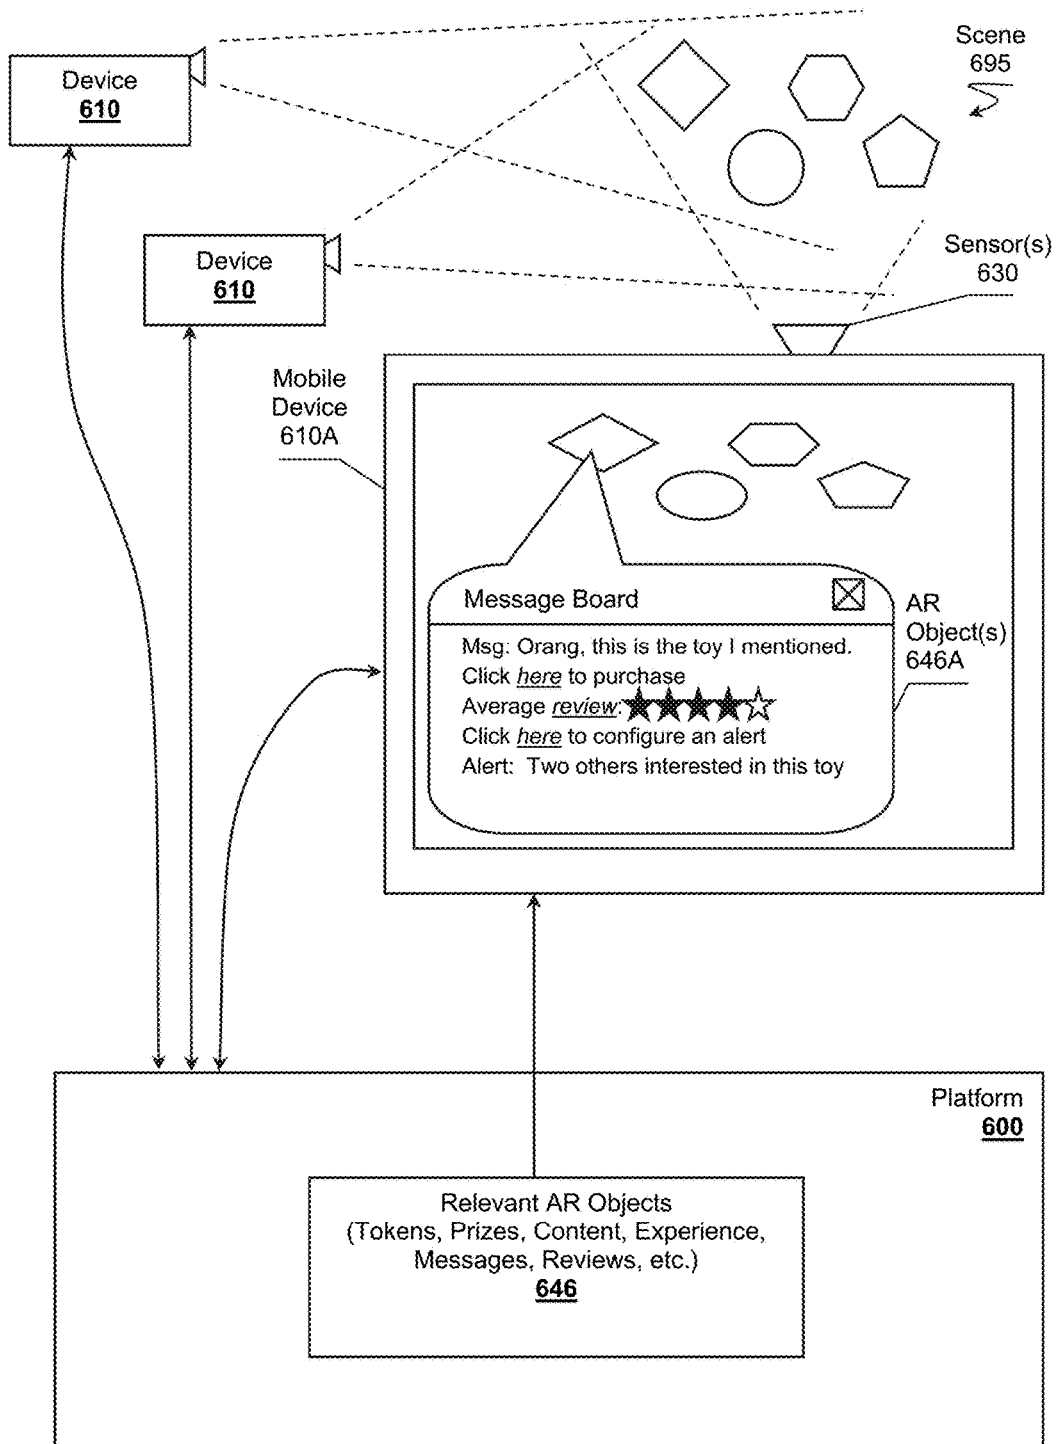 Device
610
Scene
695
Device
610
Sensor(s)
630
Mobile
Device
610A
Message Board
AR
Object(s)
646A
Msg: Orang, this is the toy I mentioned.
Click here to purchase
Average review:
Click here to configure an alert
Alert: Two others interested in this toy
Platform
600
Relevant AR Objects
(Tokens, Prizes, Content, Experience,
Messages, Reviews, etc.)
646